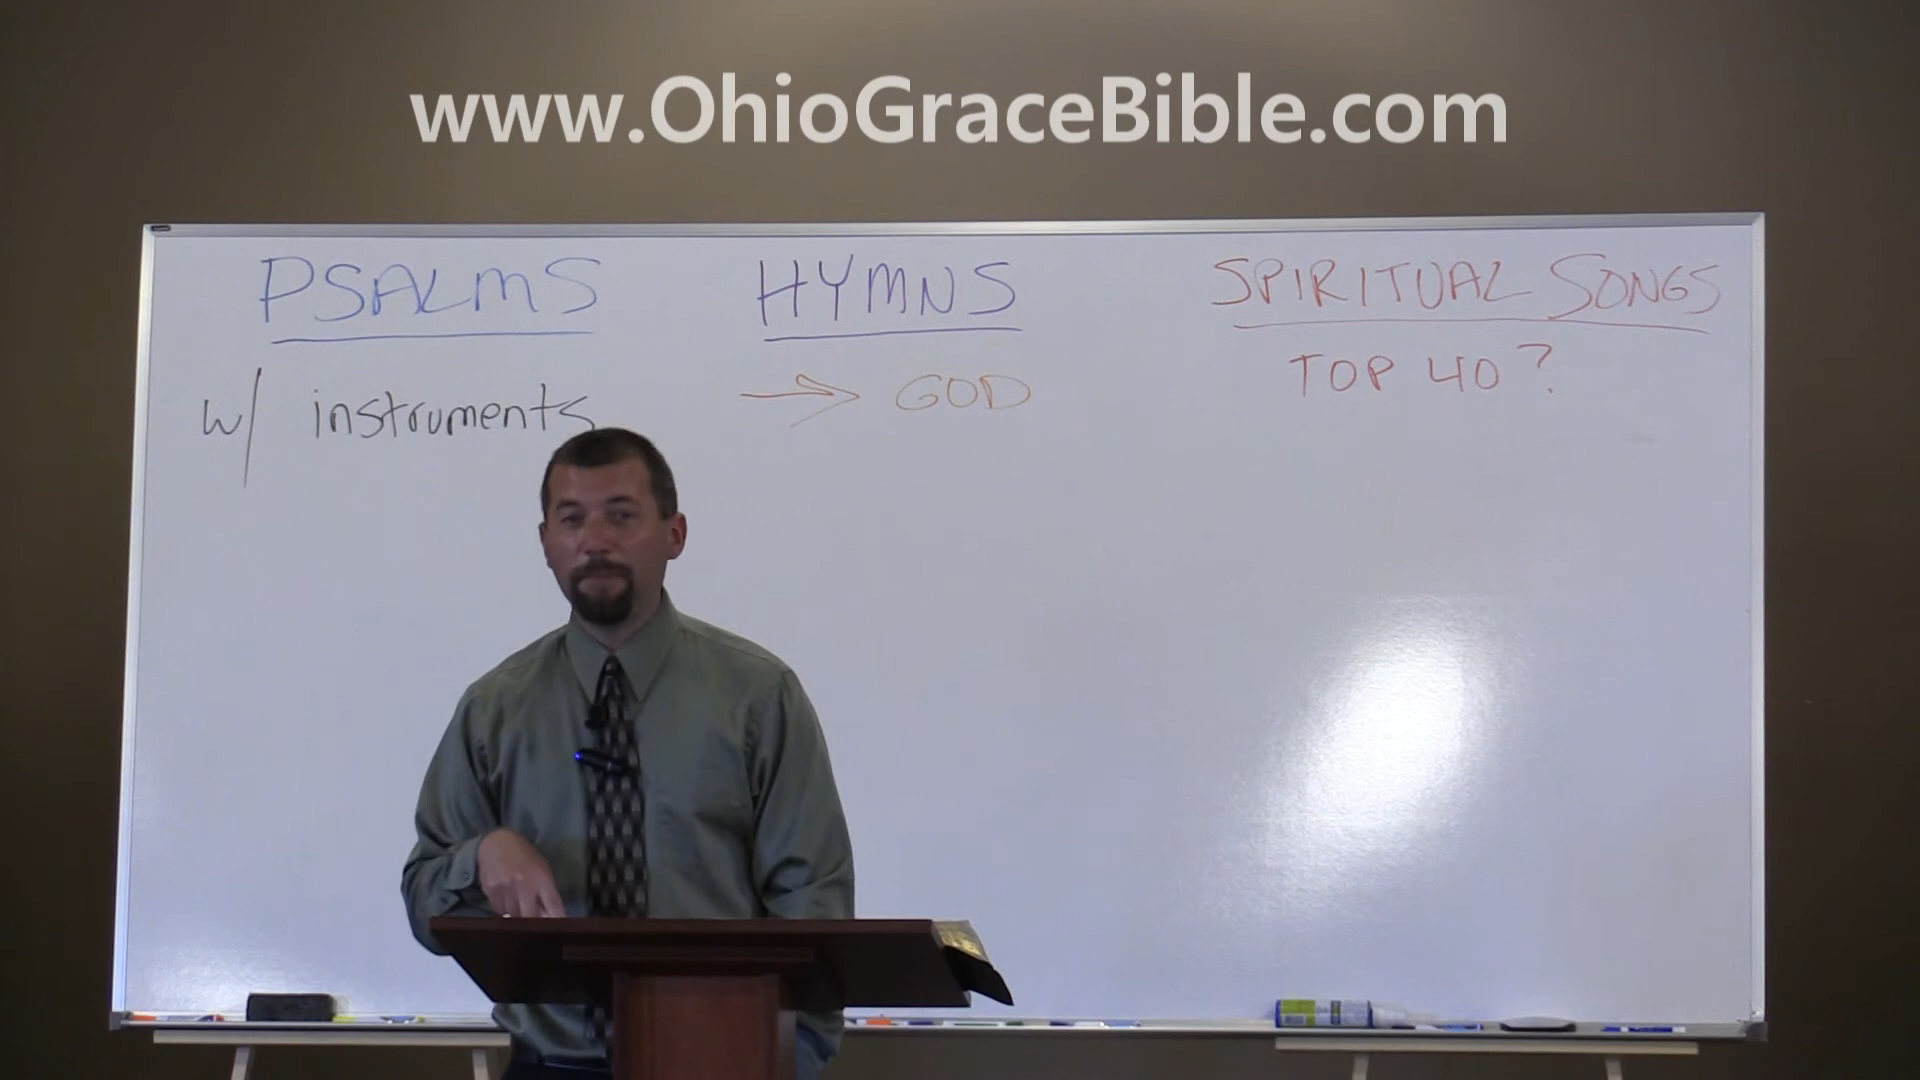 www.OhioGraceBible.com
PSALMS HYMNS SPIRITUAL SONGS
w/ instruments → GOD TOP 40?